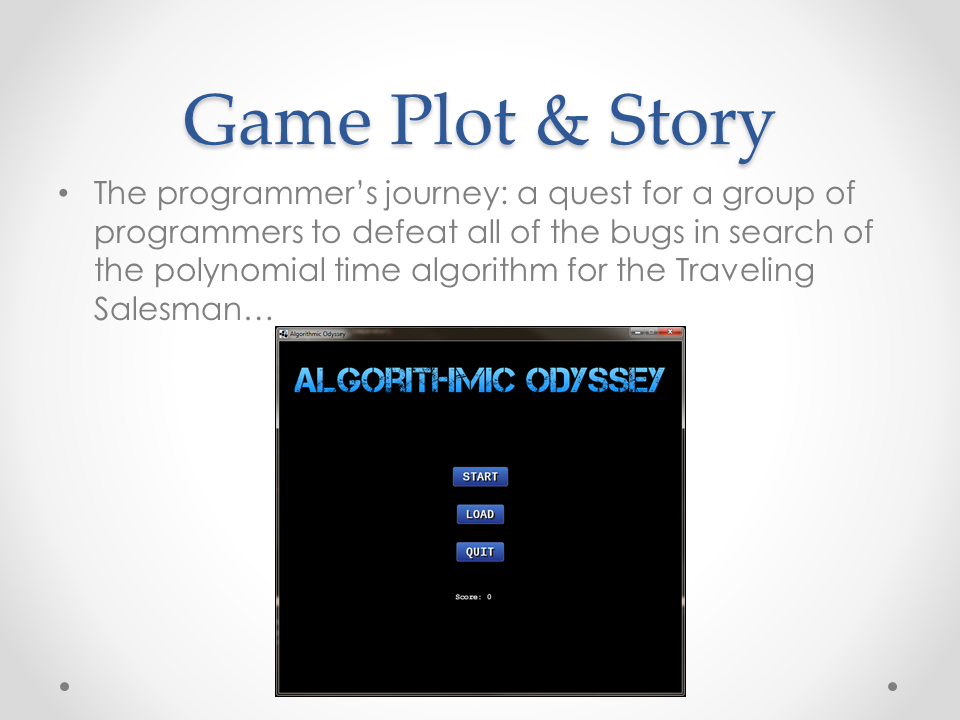 Game Plot & Story
• The programmer’s journey: a quest for a group of
programmers to defeat all of the bugs in search of
the polynomial time algorithm for the Traveling
Salesman…
Algorithmic Odyssey
ALGORITHMIC ODYSSEY
START
LOAD
QUIT
Score: 0